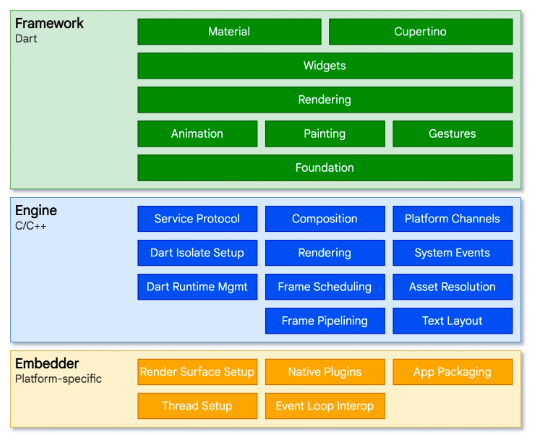 Framework
Dart
Material
Cupertino
Widgets
Rendering
Animation
Painting
Gestures
Foundation
Engine
C/C++
Service Protocol
Composition
Platform Channels
Dart Isolate Setup
Rendering
System Events
Dart Runtime Mgmt
Frame Scheduling
Asset Resolution
Frame Pipelining
Text Layout
Embedder
Platform-specific
Render Surface Setup
Native Plugins
App Packaging
Thread Setup
Event Loop Interop